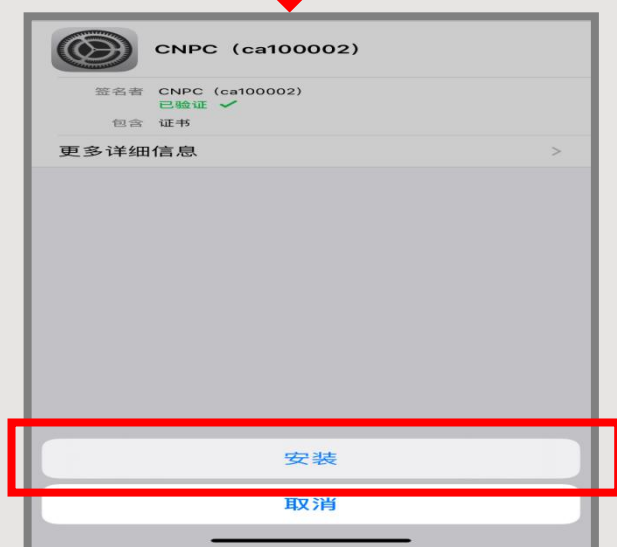 CNPC (ca100002)
签名者 CNPC (ca100002)
已验证 ✓
包含 证书
更多详细信息 >
安装
取消